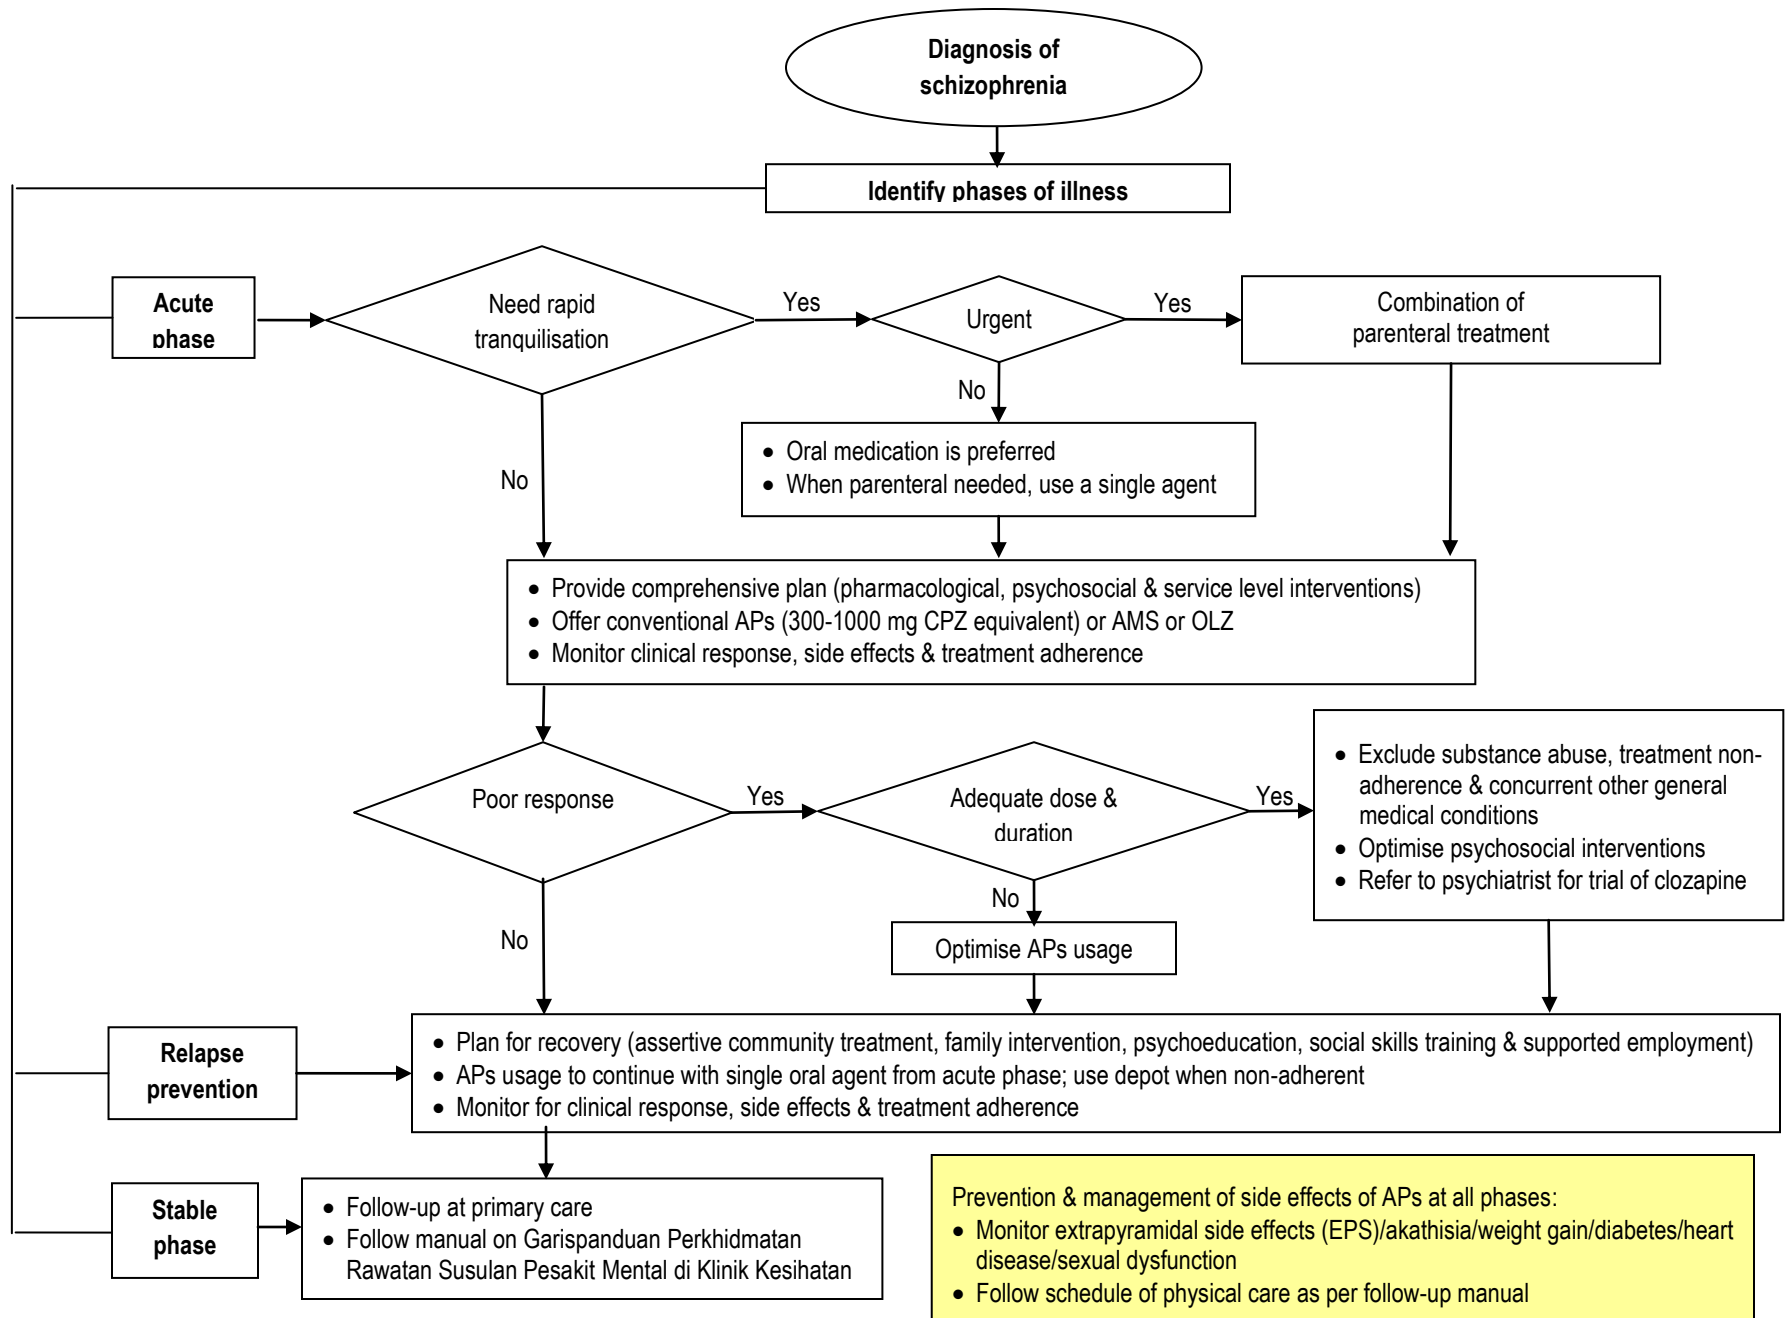 Diagnosis of
schizophrenia
Identify phases of illness
Acute
phase
Need rapid
tranquilisation
Yes
Urgent
Yes
Combination of
parenteral treatment
No
• Oral medication is preferred
• When parenteral needed, use a single agent
No
• Provide comprehensive plan (pharmacological, psychosocial & service level interventions)
• Offer conventional APs (300-1000 mg CPZ equivalent) or AMS or OLZ
• Monitor clinical response, side effects & treatment adherence
Poor response
Yes
Adequate dose &
duration
Yes
• Exclude substance abuse, treatment non-
adherence & concurrent other general
medical conditions
• Optimise psychosocial interventions
• Refer to psychiatrist for trial of clozapine
No
No
Optimise APs usage
Relapse
prevention
• Plan for recovery (assertive community treatment, family intervention, psychoeducation, social skills training & supported employment)
• APs usage to continue with single oral agent from acute phase; use depot when non-adherent
• Monitor for clinical response, side effects & treatment adherence
Stable
phase
• Follow-up at primary care
• Follow manual on Garispanduan Perkhidmatan
Rawatan Susulan Pesakit Mental di Klinik Kesihatan
Prevention & management of side effects of APs at all phases:
• Monitor extrapyramidal side effects (EPS)/akathisia/weight gain/diabetes/heart
disease/sexual dysfunction
• Follow schedule of physical care as per follow-up manual